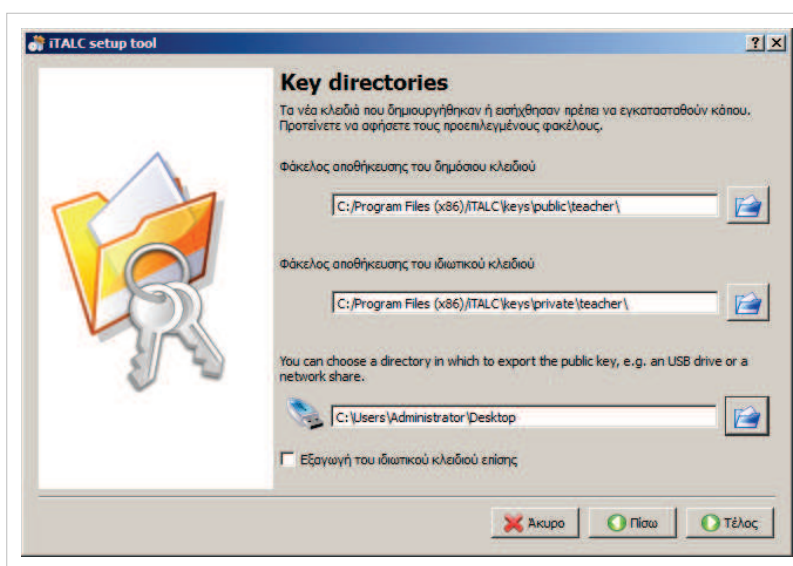 iTALC setup tool
Key directories
Τα νέα κλειδιά που δημιουργήθηκαν ή εισήχθησαν πρέπει να εγκατασταθούν κάπου.
Προτείνετε να αφήσετε τους προεπιλεγμένους φακέλους.
Φάκελος αποθήκευσης του δημόσιου κλειδιού
C:/Program Files (x86)/iTALC\keys\public\teacher\
Φάκελος αποθήκευσης του ιδιωτικού κλειδιού
C:/Program Files (x86)/iTALC\keys\private\teacher\
You can choose a directory in which to export the public key, e.g. an USB drive or a
network share.
C:\Users\Administrator\Desktop
Εξαγωγή του ιδιωτικού κλειδιού επίσης
Άκυρο Πίσω Τέλος